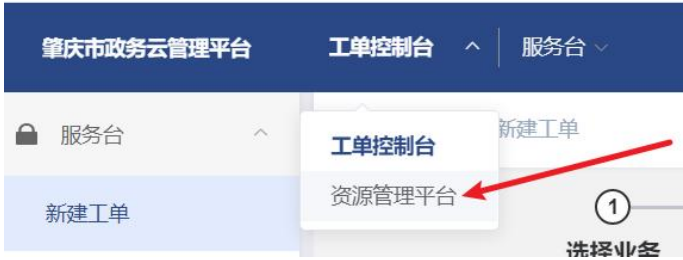 肇庆市政务云管理平台 工单控制台 服务台
服务台
工单控制台
新建工单
资源管理平台
新建工单
1
选择业务